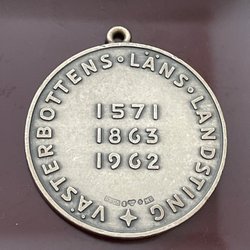 VÄSTERBOTTENS · LÄNS · LANDSTING
1571
1863
1962